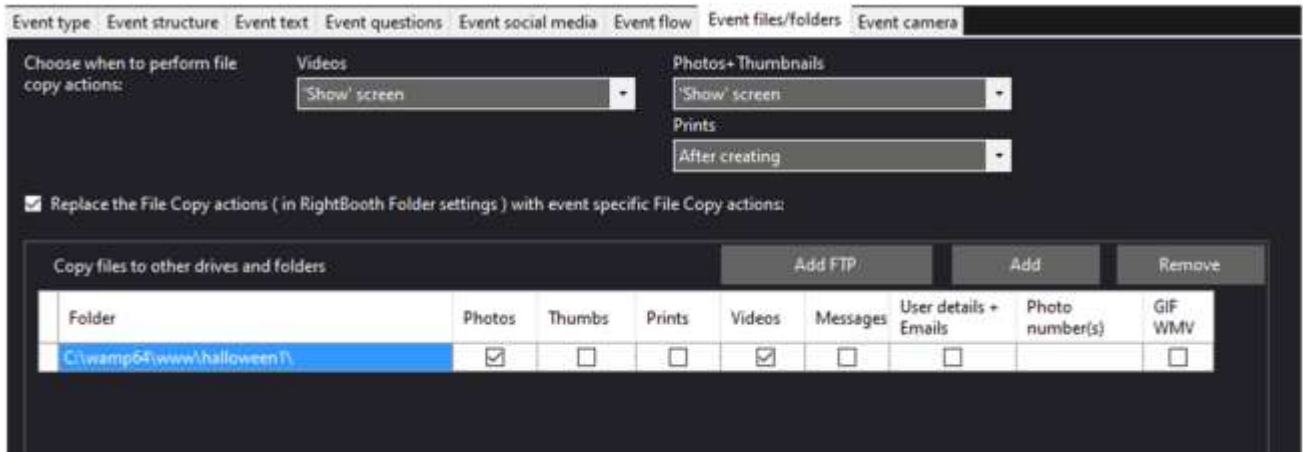 Event type Event structure Event text Event questions Event social media Event flow Event files/folders Event camera
Choose when to perform file copy actions:
Videos
'Show' screen
Photos+Thumbnails
'Show' screen
Prints
After creating
Replace the File Copy actions ( in RightBooth Folder settings ) with event specific File Copy actions:
Copy files to other drives and folders
Add FTP
Add
Remove
Folder Photos Thumbs Prints Videos Messages User details + Emails Photo number(s) GIF WMV
C:\wamp64\www\halloween1\